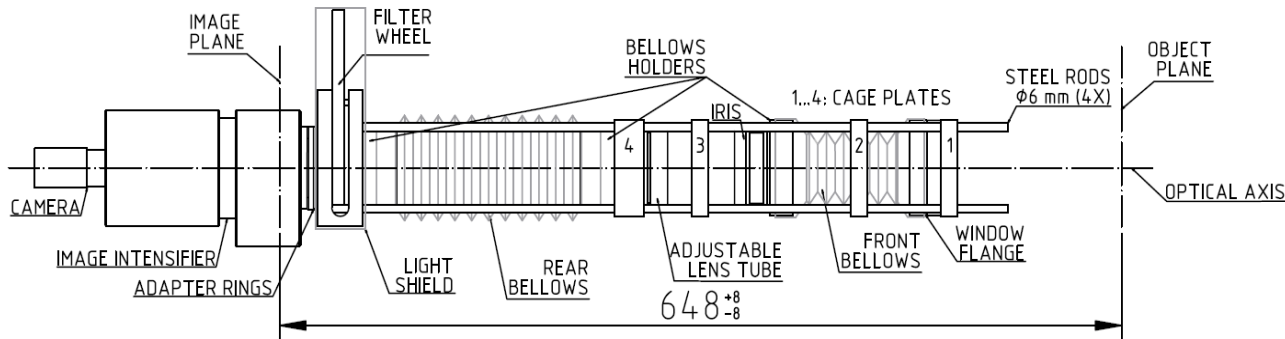 IMAGE
PLANE
FILTER
WHEEL
BELLOWS
HOLDERS
OBJECT
PLANE
STEEL RODS
ϕ6 mm (4X)
1...4: CAGE PLATES
IRIS
4
3
2
1
OPTICAL AXIS
CAMERA
IMAGE INTENSIFIER
ADAPTER RINGS
LIGHT
SHIELD
REAR
BELLOWS
ADJUSTABLE
LENS TUBE
FRONT
BELLOWS
WINDOW
FLANGE
648 +8
-8